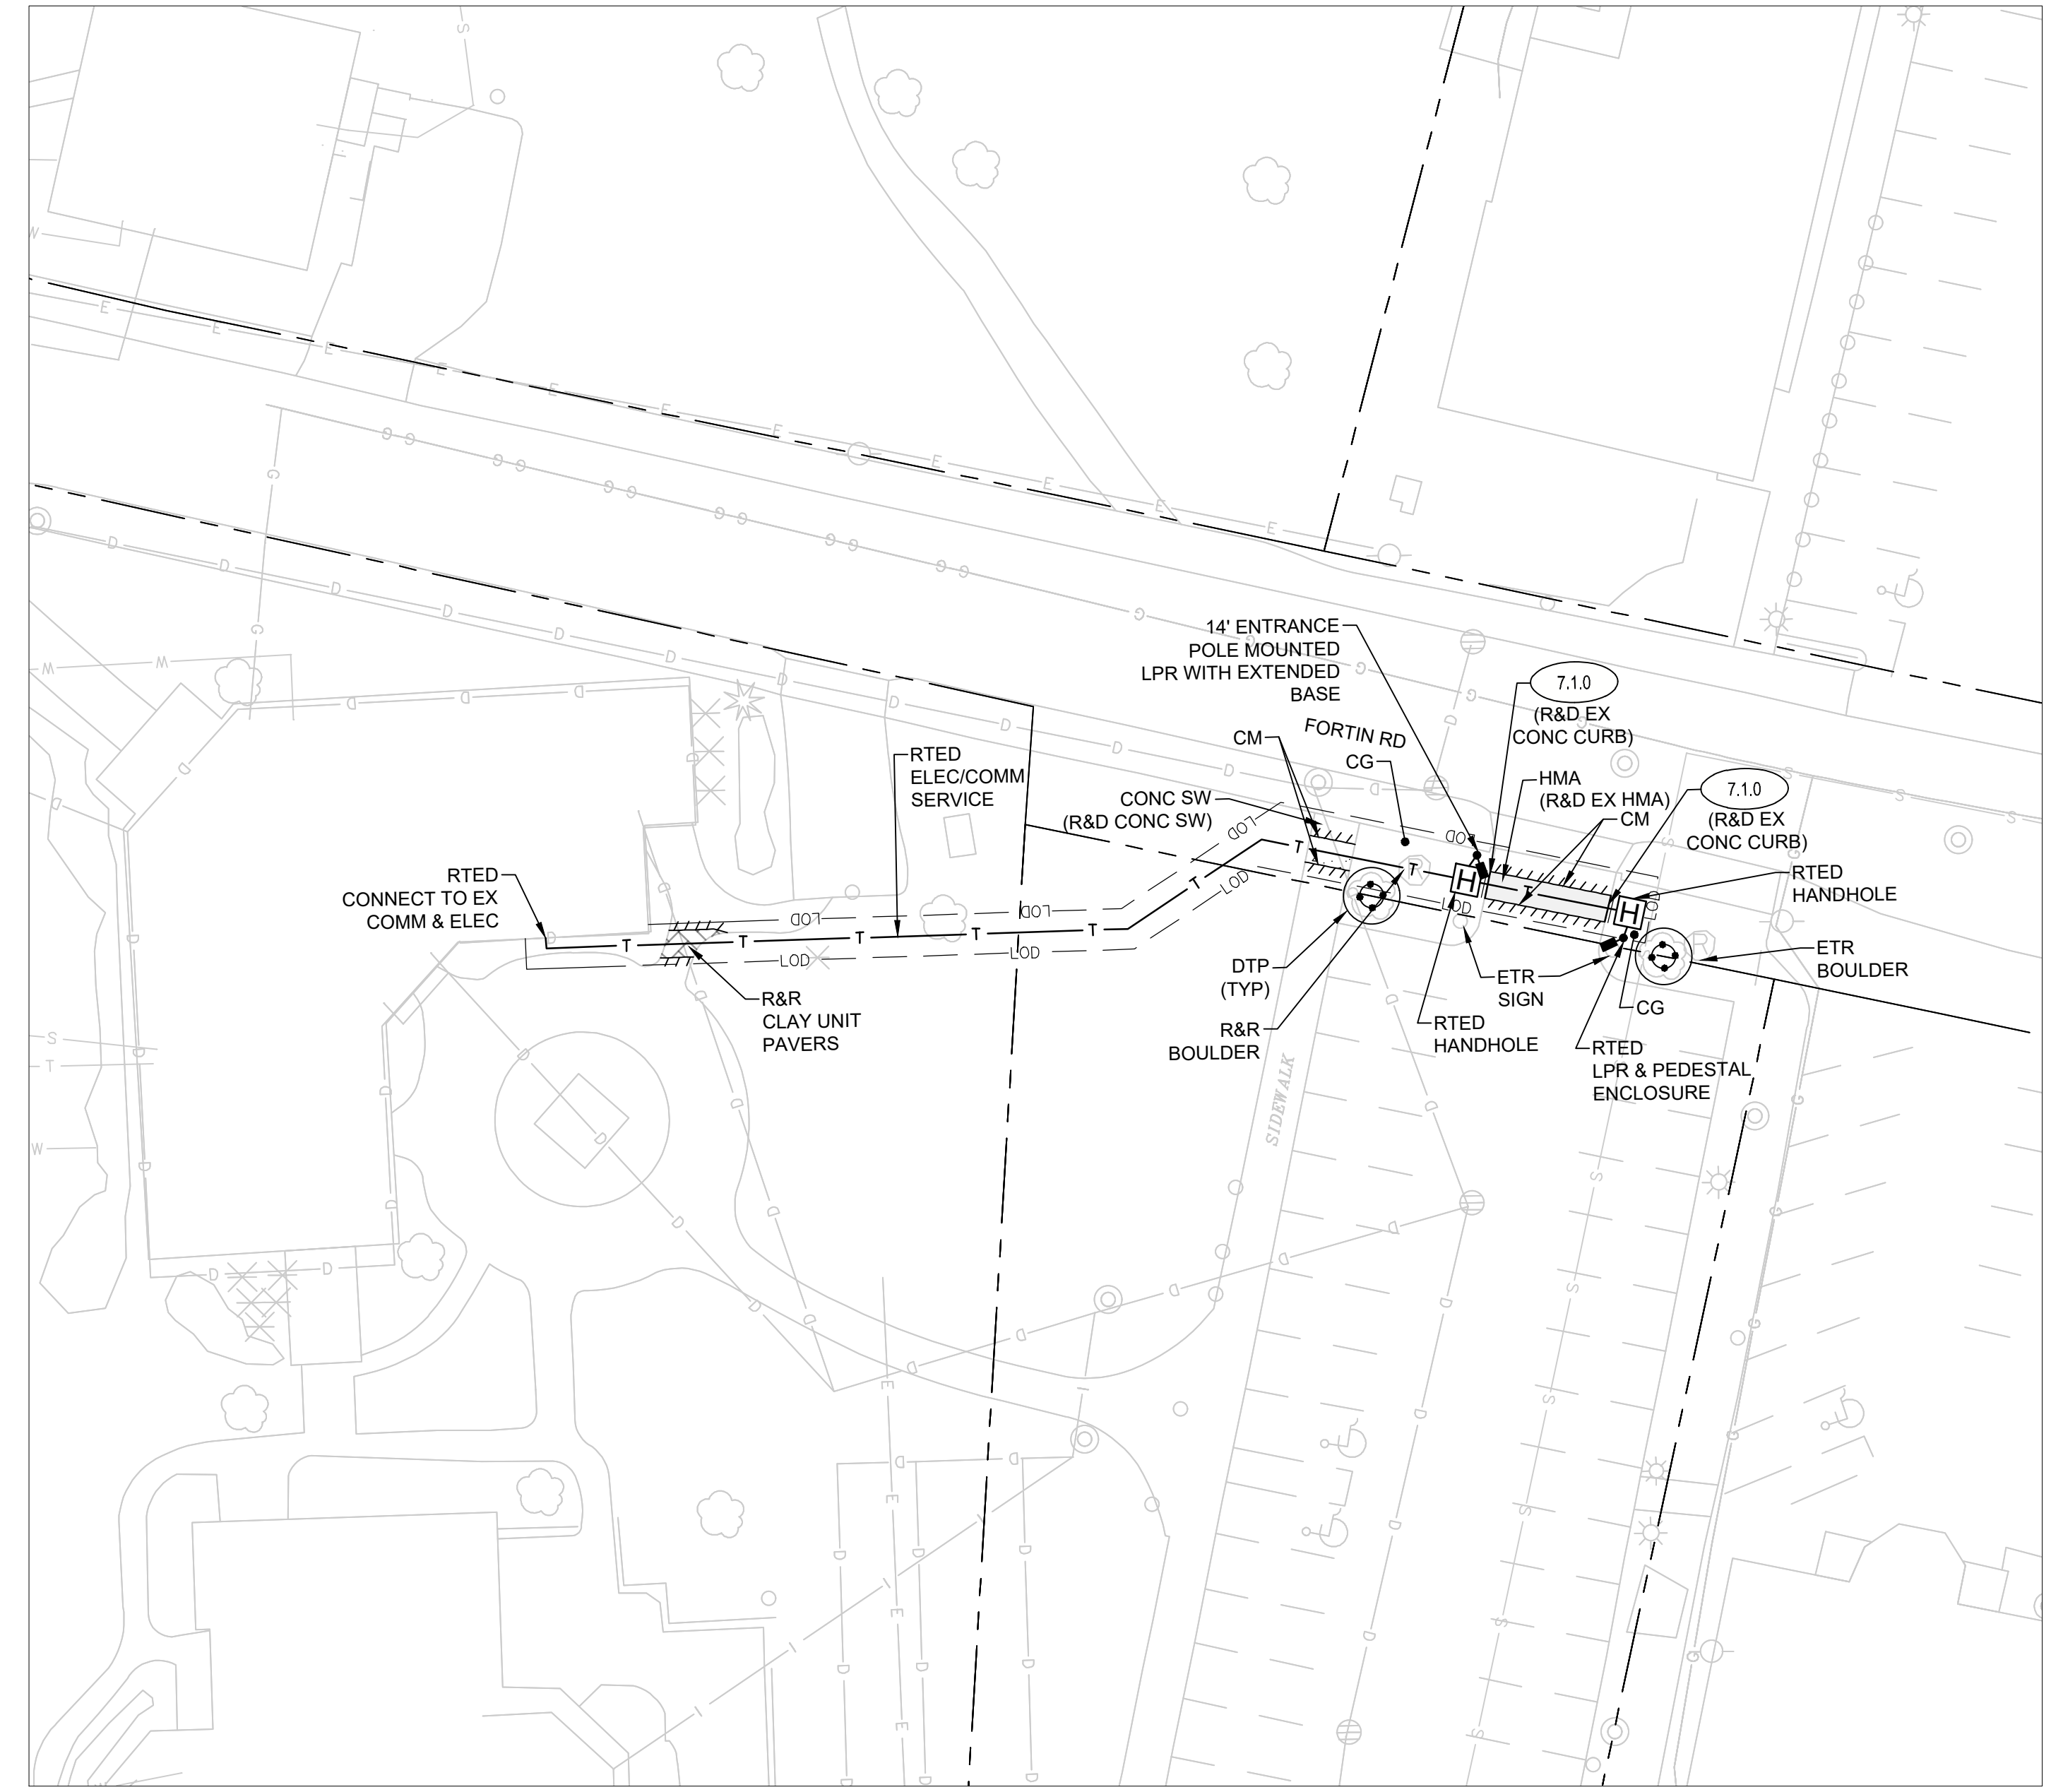 14' ENTRANCE
POLE MOUNTED
LPR WITH EXTENDED
BASE
7.1.0
(R&D EX
CONC CURB)
FORTIN RD
CM
CG
RTED
ELEC/COMM
SERVICE
HMA
(R&D EX HMA)
CM
7.1.0
(R&D EX
CONC CURB)
CONC SW
(R&D CONC SW)
LOD
LOD
RTED
CONNECT TO EX
COMM & ELEC
RTED
HANDHOLE
H
H
LOD
LOD
LOD
LOD
LOD
LOD
LOD
T
T
T
T
T
T
T
T
T
R
R
ETR
BOULDER
DTP
(TYP)
ETR
SIGN
R&R
CLAY UNIT
PAVERS
CG
R&R
BOULDER
RTED
HANDHOLE
RTED
LPR & PEDESTAL
ENCLOSURE
SIDEWALK